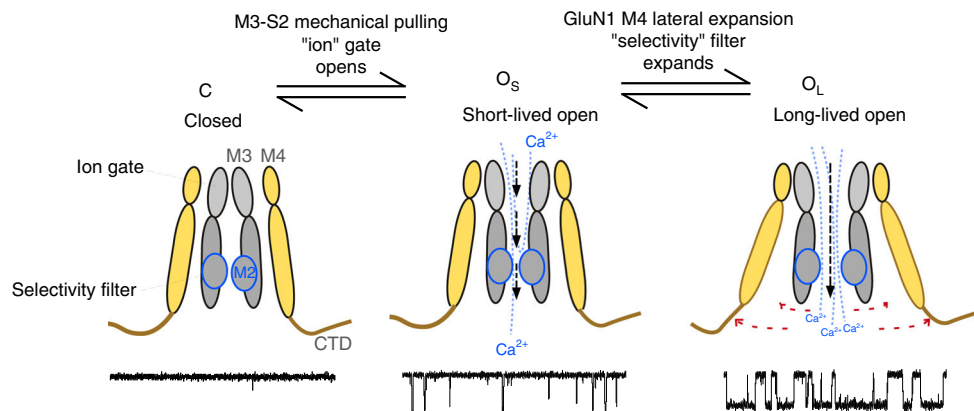 M3-S2 mechanical pulling
"ion" gate
opens
GluN1 M4 lateral expansion
"selectivity" filter
expands
C
Closed
OS
Short-lived open
OL
Long-lived open
Ion gate
M3 M4
Ca2+
M2
Selectivity filter
CTD
Ca2+
Ca2+
Ca2+ Ca2+